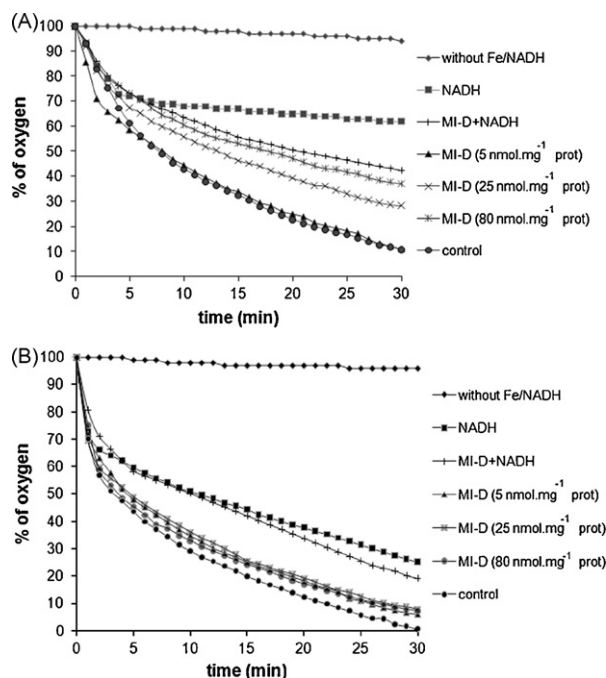 (A)
100
90
80
70
60
50
40
30
20
10
0
% of oxygen
0 5 10 15 20 25 30
time (min)
without Fe/NADH
NADH
MI-D+NADH
MI-D (5 nmol.mg-1 prot)
MI-D (25 nmol.mg-1 prot)
MI-D (80 nmol.mg-1 prot)
control
(B)
100
90
80
70
60
50
40
30
20
10
0
% of oxygen
0 5 10 15 20 25 30
time (min)
without Fe/NADH
NADH
MI-D+NADH
MI-D (5 nmol.mg-1 prot)
MI-D (25 nmol.mg-1 prot)
MI-D (80 nmol.mg-1 prot)
control